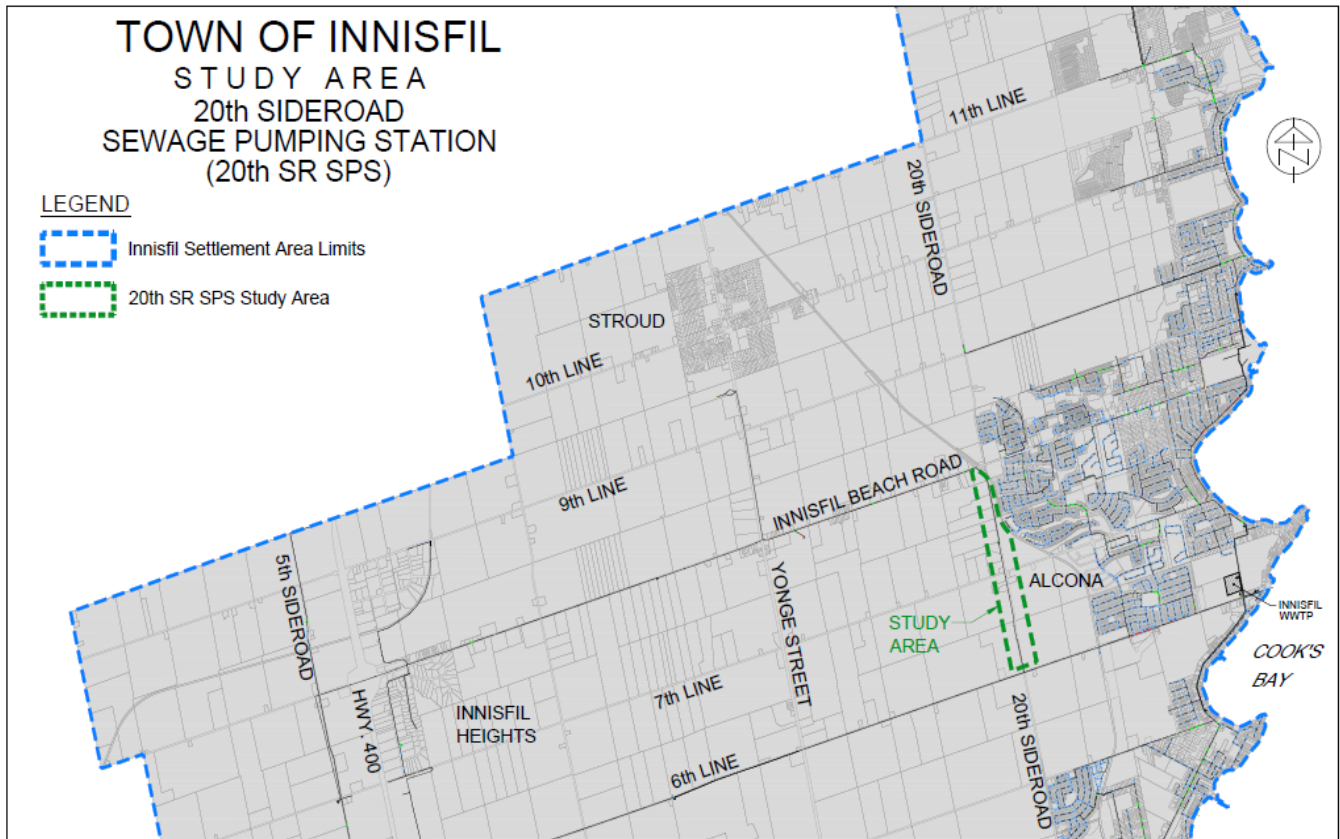 TOWN OF INNISFIL
STUDY AREA
20th SIDEROAD
SEWAGE PUMPING STATION
(20th SR SPS)
LEGEND
Innisfil Settlement Area Limits
20th SR SPS Study Area
11th LINE
20th SIDEROAD
N
STROUD
10th LINE
9th LINE
INNISFIL BEACH ROAD
5th SIDEROAD
YONGE STREET
ALCONA
STUDY
AREA
INNISFIL
WWTP
COOK'S
BAY
HWY. 400
INNISFIL
HEIGHTS
7th LINE
6th LINE
20th SIDEROAD